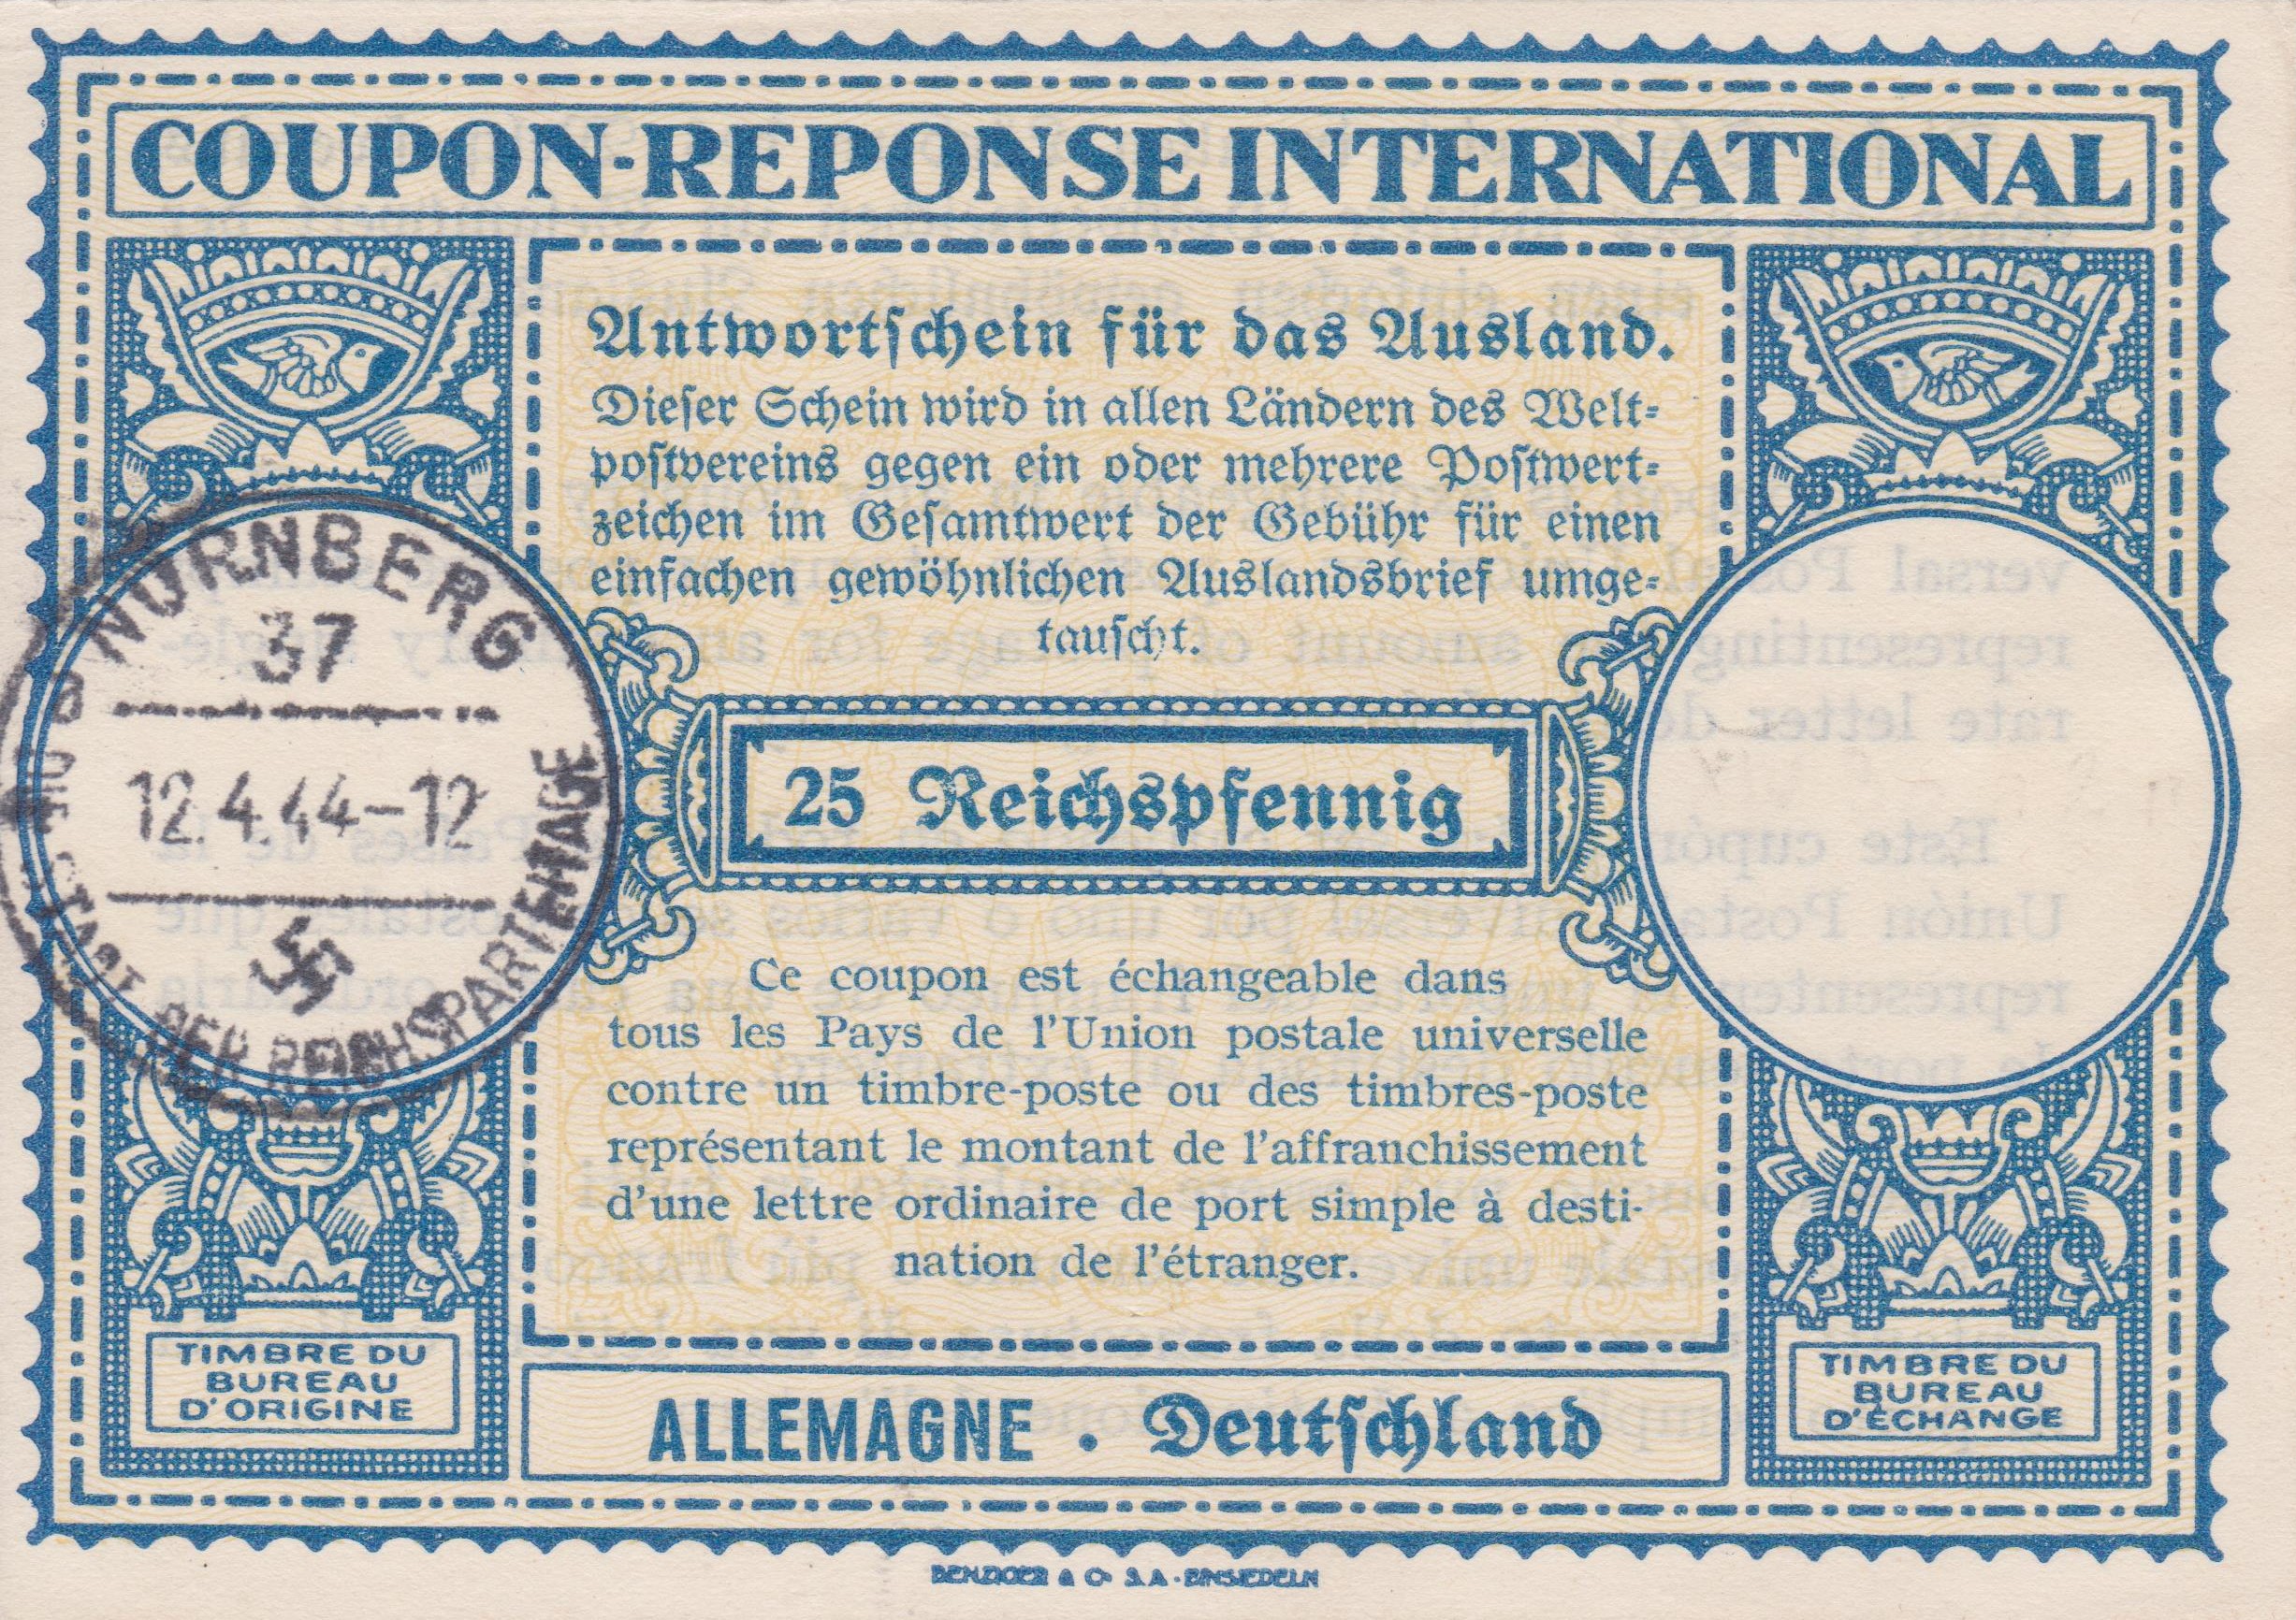 COUPON-REPONSE INTERNATIONAL
Antwortschein für das Ausland.
Dieser Schein wird in allen Ländern des Welt-
postvereins gegen ein oder mehrere Postwert-
zeichen im Gesamtwert der Gebühr für einen
einfachen gewöhnlichen Auslandsbrief umge-
tauscht.
NÜRNBERG
37
12.4.44-12
STADT DER REICHSPARTEITAGE
25 Reichspfennig
Ce coupon est échangeable dans
tous les Pays de l'Union postale universelle
contre un timbre-poste ou des timbres-poste
représentant le montant de l'affranchissement
d'une lettre ordinaire de port simple à desti-
nation de l'étranger.
TIMBRE DU
BUREAU
D'ORIGINE
ALLEMAGNE . Deutschland
TIMBRE DU
BUREAU
D'ÉCHANGE
BENZIGER & Co S.A - EINSIEDELN